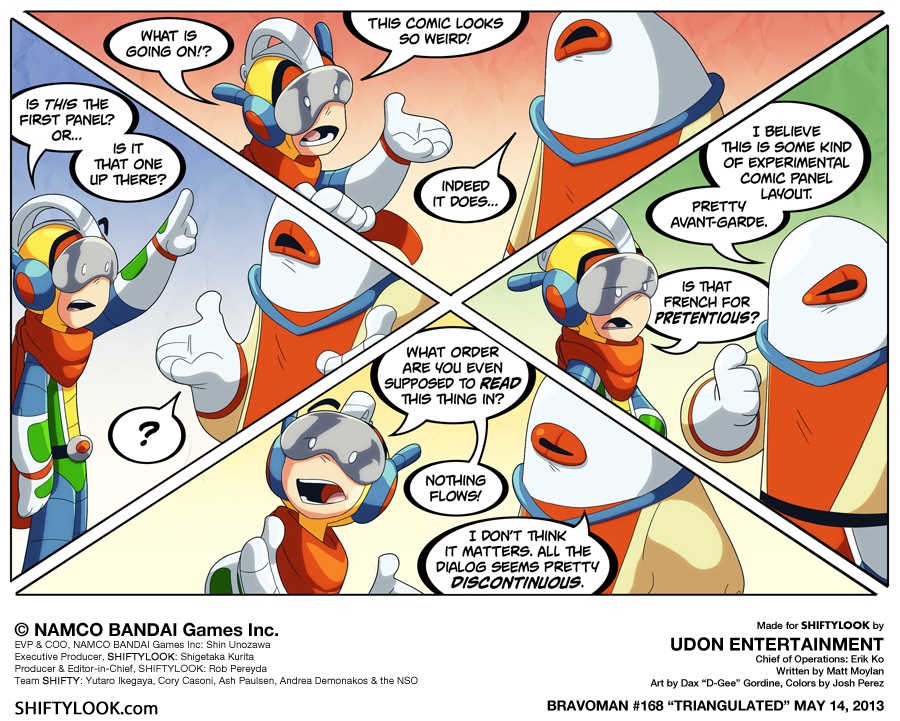 WHAT IS
GOING ON!?
THIS COMIC LOOKS
SO WEIRD!
INDEED
IT DOES...
IS THIS THE
FIRST PANEL?
OR...
IS IT
THAT ONE
UP THERE?
?
I BELIEVE
THIS IS SOME KIND
OF EXPERIMENTAL
COMIC PANEL
LAYOUT.
PRETTY
AVANT-GARDE.
IS THAT
FRENCH FOR
PRETENTIOUS?
WHAT ORDER
ARE YOU EVEN
SUPPOSED TO READ
THIS THING IN?
NOTHING
FLOWS!
I DON'T THINK
IT MATTERS. ALL THE
DIALOG SEEMS PRETTY
DISCONTINUOUS.
© NAMCO BANDAI Games Inc.
EVP & COO, NAMCO BANDAI Games Inc: Shin Unozawa
Executive Producer, SHIFTYLOOK: Shigetaka Kurita
Producer & Editor-in-Chief, SHIFTYLOOK: Rob Pereyda
Team SHIFTY: Yutaro Ikegaya, Cory Casoni, Ash Paulsen, Andrea Demonakos & the NSO
SHIFTYLOOK.com
Made for SHIFTYLOOK by
UDON ENTERTAINMENT
Chief of Operations: Erik Ko
Written by Matt Moylan
Art by Dax “D-Gee” Gordine, Colors by Josh Perez
BRAVOMAN #168 “TRIANGULATED” MAY 14, 2013